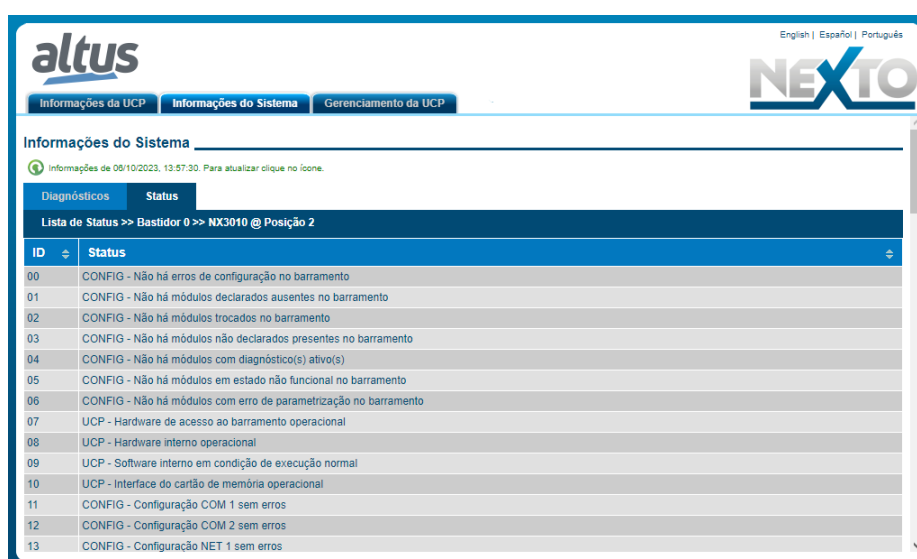 English | Español | Português
altus
NEXTO
Informações da UCP Informações do Sistema Gerenciamento da UCP
Informações do Sistema
Informações de 06/10/2023, 13:57:30. Para atualizar clique no ícone.
Diagnósticos Status
Lista de Status >> Bastidor 0 >> NX3010 @ Posição 2
ID Status
00 CONFIG - Não há erros de configuração no barramento
01 CONFIG - Não há módulos declarados ausentes no barramento
02 CONFIG - Não há módulos trocados no barramento
03 CONFIG - Não há módulos não declarados presentes no barramento
04 CONFIG - Não há módulos com diagnóstico(s) ativo(s)
05 CONFIG - Não há módulos em estado não funcional no barramento
06 CONFIG - Não há módulos com erro de parametrização no barramento
07 UCP - Hardware de acesso ao barramento operacional
08 UCP - Hardware interno operacional
09 UCP - Software interno em condição de execução normal
10 UCP - Interface do cartão de memória operacional
11 CONFIG - Configuração COM 1 sem erros
12 CONFIG - Configuração COM 2 sem erros
13 CONFIG - Configuração NET 1 sem erros